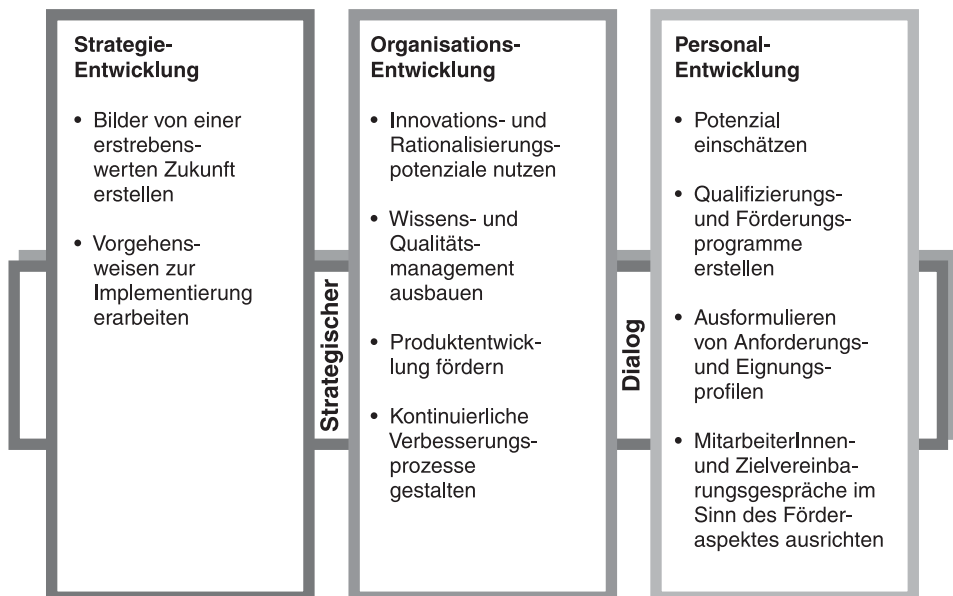 Strategie-
Entwicklung
• Bilder von einer
erstrebens-
werten Zukunft
erstellen
• Vorgehens-
weisen zur
Implementierung
erarbeiten
Strategischer
Organisations-
Entwicklung
• Innovations- und
Rationalisierungs-
potenziale nutzen
• Wissens- und
Qualitäts-
management
ausbauen
• Produktentwick-
lung fördern
• Kontinuierliche
Verbesserungs-
prozesse
gestalten
Dialog
Personal-
Entwicklung
• Potenzial
einschätzen
• Qualifizierungs-
und Förderungs-
programme
erstellen
• Ausformulieren
von Anforderungs-
und Eignungs-
profilen
• MitarbeiterInnen-
und Zielvereinba-
rungsgespräche im
Sinn des Förder-
aspektes ausrichten